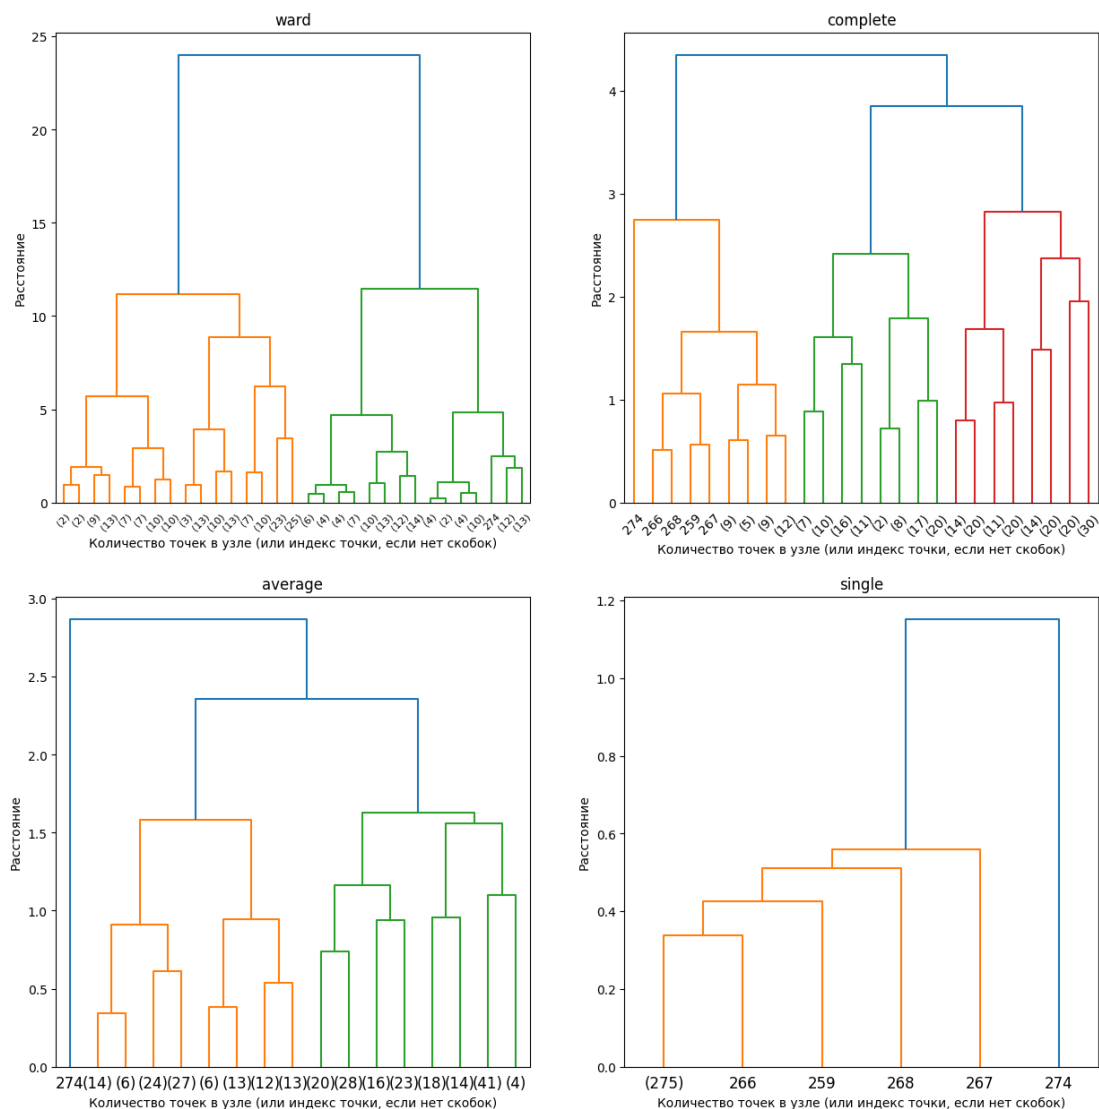 ward
25
20
15
10
5
0
Расстояние
(2) (2) (9) (13) (7) (7) (10) (10) (3) (13) (10) (13) (7) (10) (23) (25) (6) (4) (4) (7) (10) (13) (12) (14) (4) (2) (4) (10) 274 (12) (13)
Количество точек в узле (или индекс точки, если нет скобок)
complete
4
3
2
1
0
Расстояние
274 266 268 259 267 (9) (5) (9) (12) (7) (10) (16) (11) (2) (8) (17) (20) (14) (20) (11) (20) (14) (20) (20) (30)
Количество точек в узле (или индекс точки, если нет скобок)
average
3.0
2.5
2.0
1.5
1.0
0.5
0.0
Расстояние
274 (14) (6) (24) (27) (6) (13) (12) (13) (20) (28) (16) (23) (18) (14) (41) (4)
Количество точек в узле (или индекс точки, если нет скобок)
single
1.2
1.0
0.8
0.6
0.4
0.2
0.0
Расстояние
(275) 266 259 268 267 274
Количество точек в узле (или индекс точки, если нет скобок)